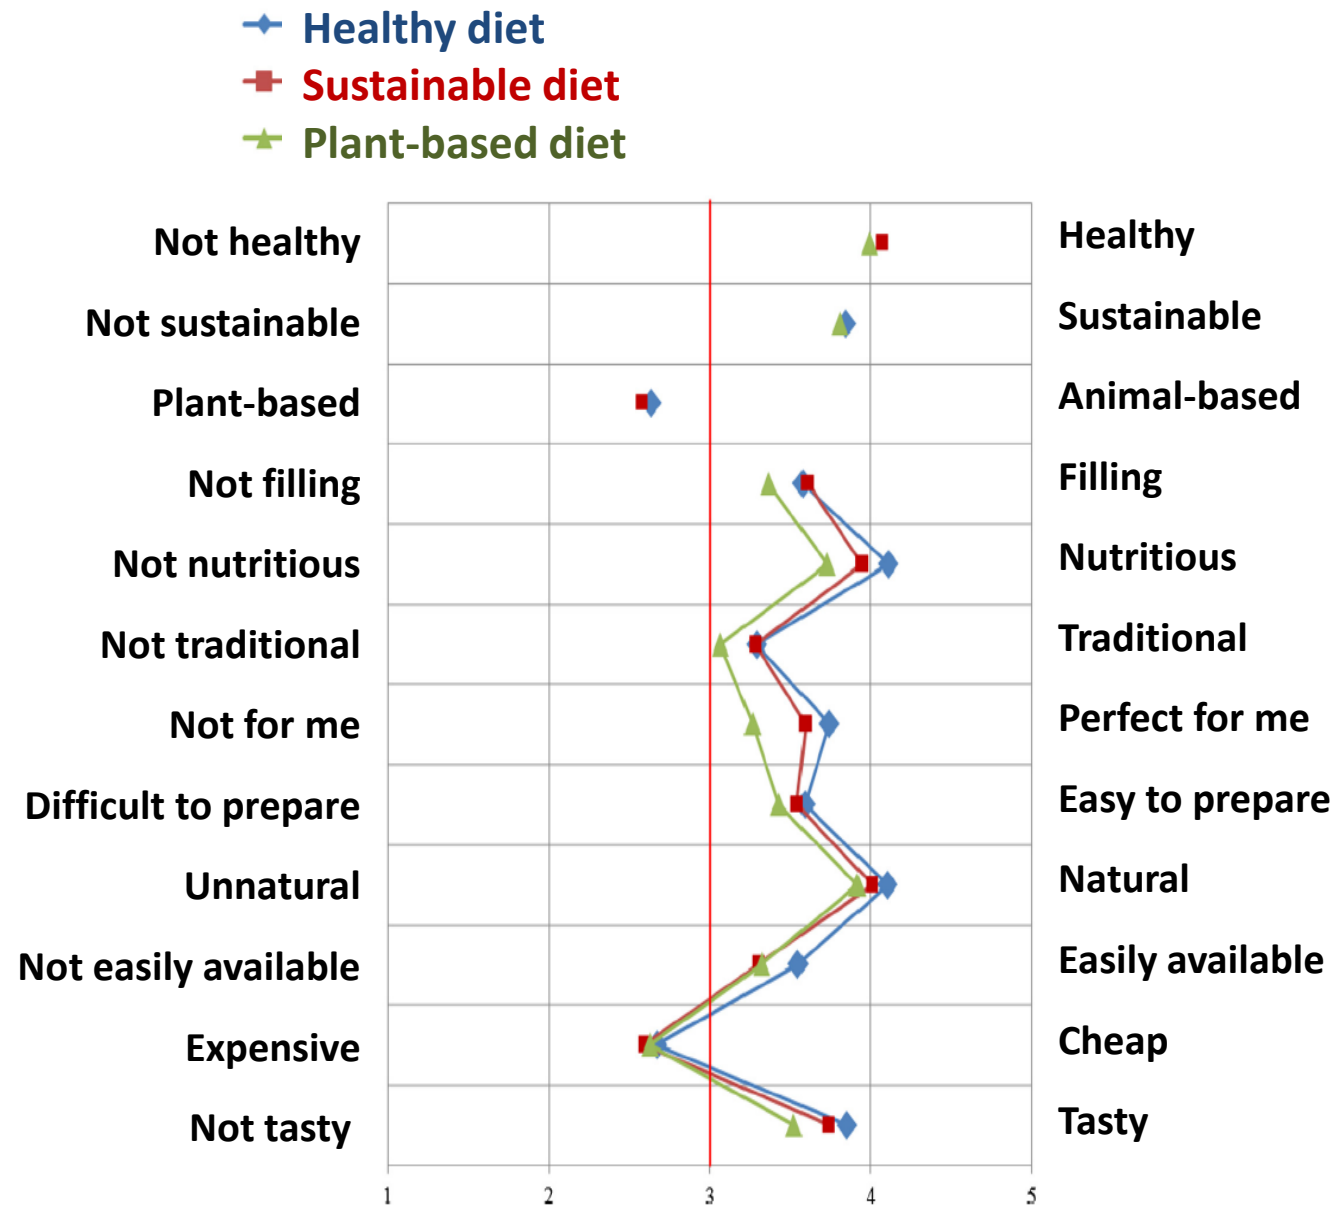 Healthy diet
Sustainable diet
Plant-based diet
Not healthy Healthy
Not sustainable Sustainable
Plant-based Animal-based
Not filling Filling
Not nutritious Nutritious
Not traditional Traditional
Not for me Perfect for me
Difficult to prepare Easy to prepare
Unnatural Natural
Not easily available Easily available
Expensive Cheap
Not tasty Tasty
1 2 3 4 5